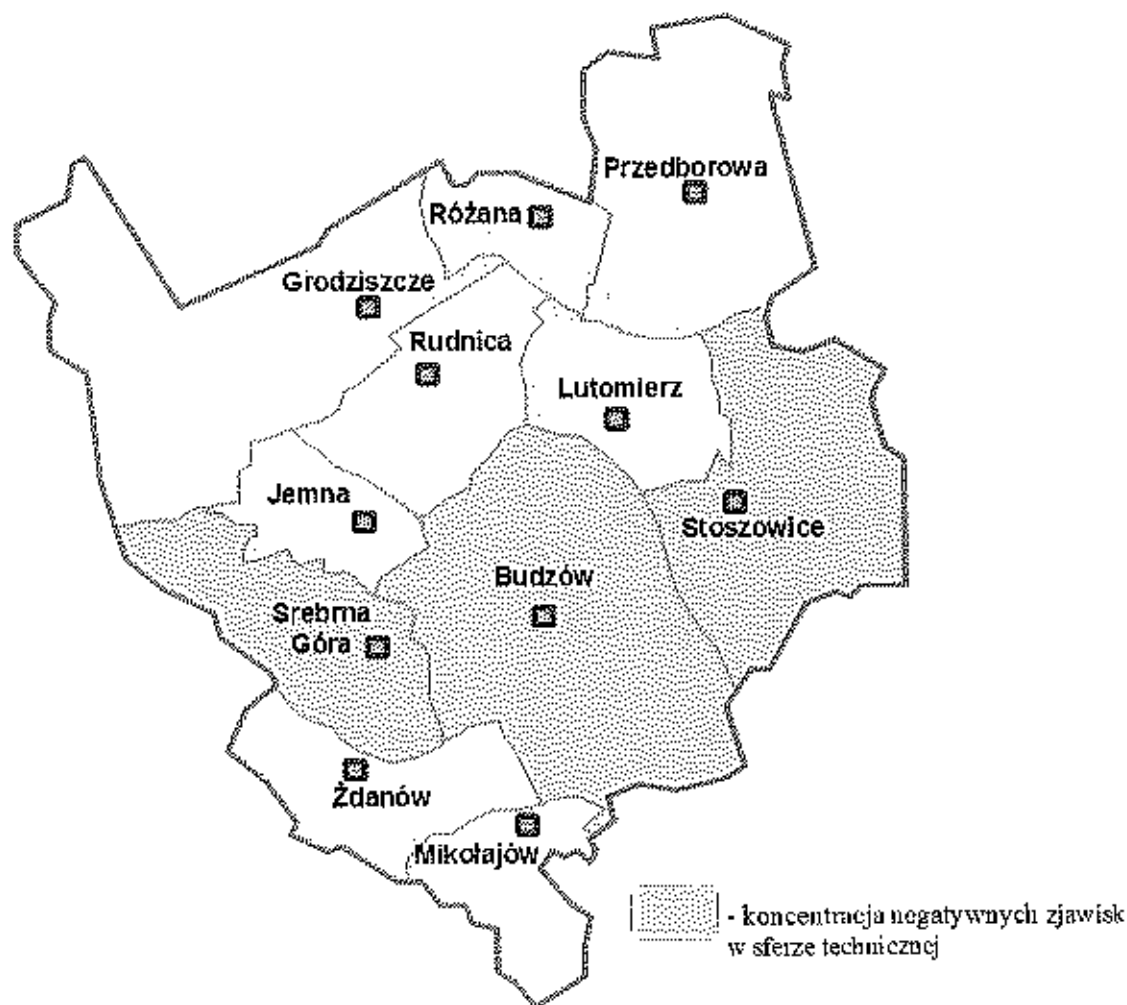 Przedborowa
Różana
Grodziszcze
Rudnica
Lutomierz
Jemna
Stoszowice
Budzów
Srebrna
Góra
Żdanów
Mikołajów
- koncentracja negatywnych zjawisk
w sferze technicznej